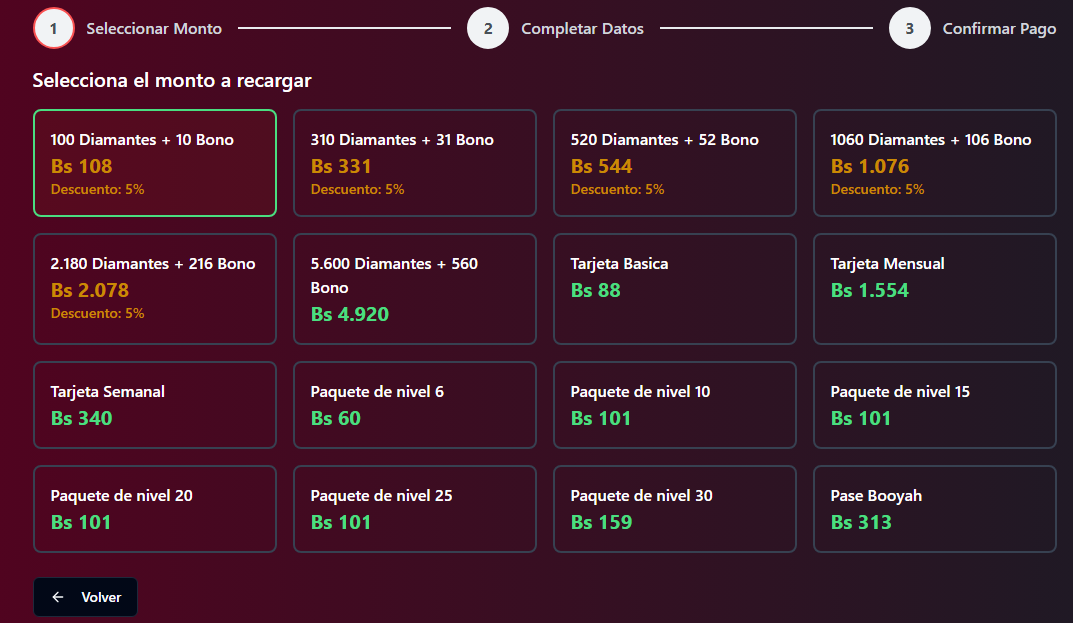 1 Seleccionar Monto 2 Completar Datos 3 Confirmar Pago
Selecciona el monto a recargar
100 Diamantes + 10 Bono
Bs 108
Descuento: 5%
310 Diamantes + 31 Bono
Bs 331
Descuento: 5%
520 Diamantes + 52 Bono
Bs 544
Descuento: 5%
1060 Diamantes + 106 Bono
Bs 1.076
Descuento: 5%
2.180 Diamantes + 216 Bono
Bs 2.078
Descuento: 5%
5.600 Diamantes + 560
Bono
Bs 4.920
Tarjeta Basica
Bs 88
Tarjeta Mensual
Bs 1.554
Tarjeta Semanal
Bs 340
Paquete de nivel 6
Bs 60
Paquete de nivel 10
Bs 101
Paquete de nivel 15
Bs 101
Paquete de nivel 20
Bs 101
Paquete de nivel 25
Bs 101
Paquete de nivel 30
Bs 159
Pase Booyah
Bs 313
Volver